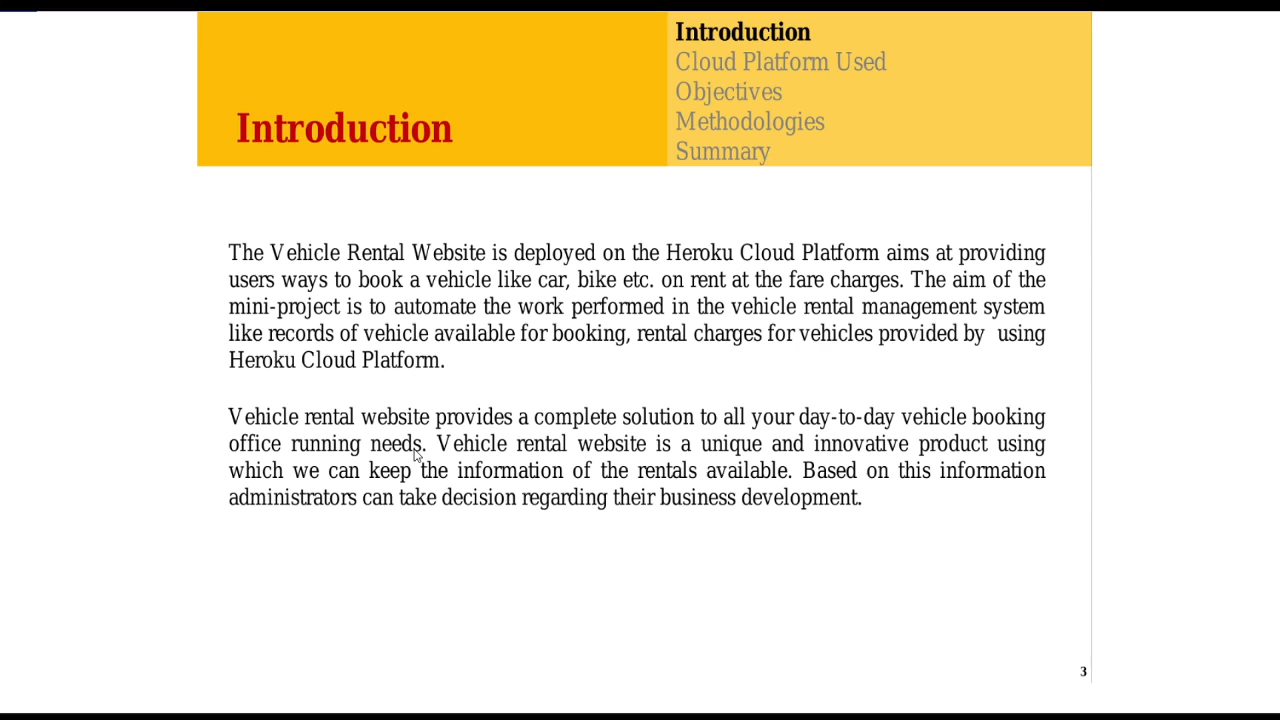 Introduction
Introduction
Cloud Platform Used
Objectives
Methodologies
Summary
The Vehicle Rental Website is deployed on the Heroku Cloud Platform aims at providing
users ways to book a vehicle like car, bike etc. on rent at the fare charges. The aim of the
mini-project is to automate the work performed in the vehicle rental management system
like records of vehicle available for booking, rental charges for vehicles provided by  using
Heroku Cloud Platform.
Vehicle rental website provides a complete solution to all your day-to-day vehicle booking
office running needs. Vehicle rental website is a unique and innovative product using
which we can keep the information of the rentals available. Based on this information
administrators can take decision regarding their business development.
3